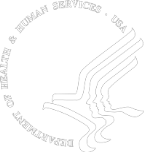 DEPARTMENT OF HEALTH & HUMAN SERVICES · USA